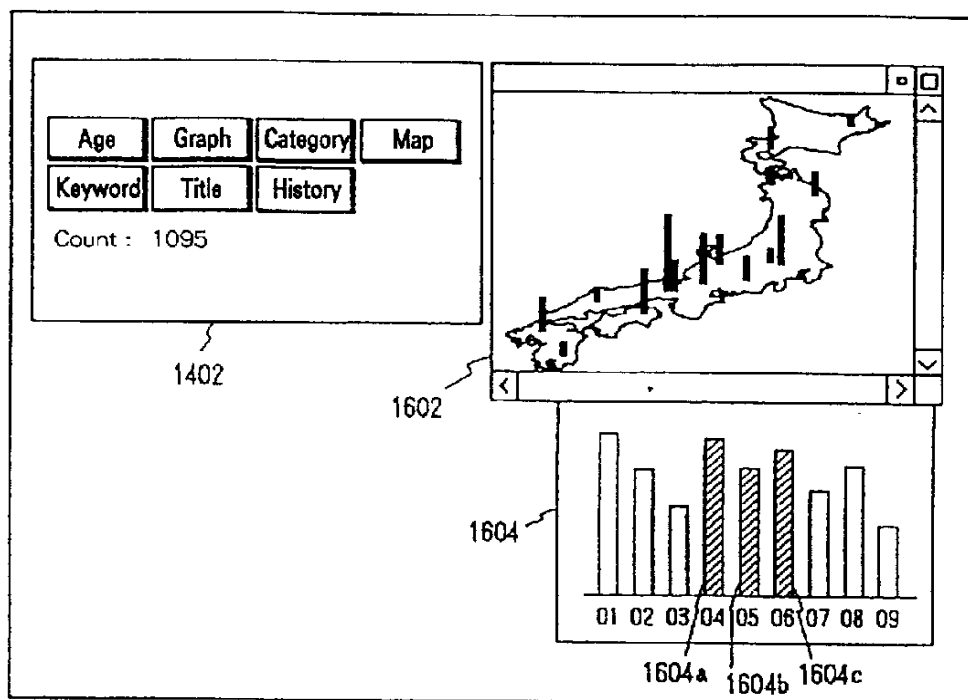 Age Graph Category Map
Keyword Title History
Count : 1095
1402
1602
1604
01 02 03 04 05 06 07 08 09
1604a 1604b 1604c